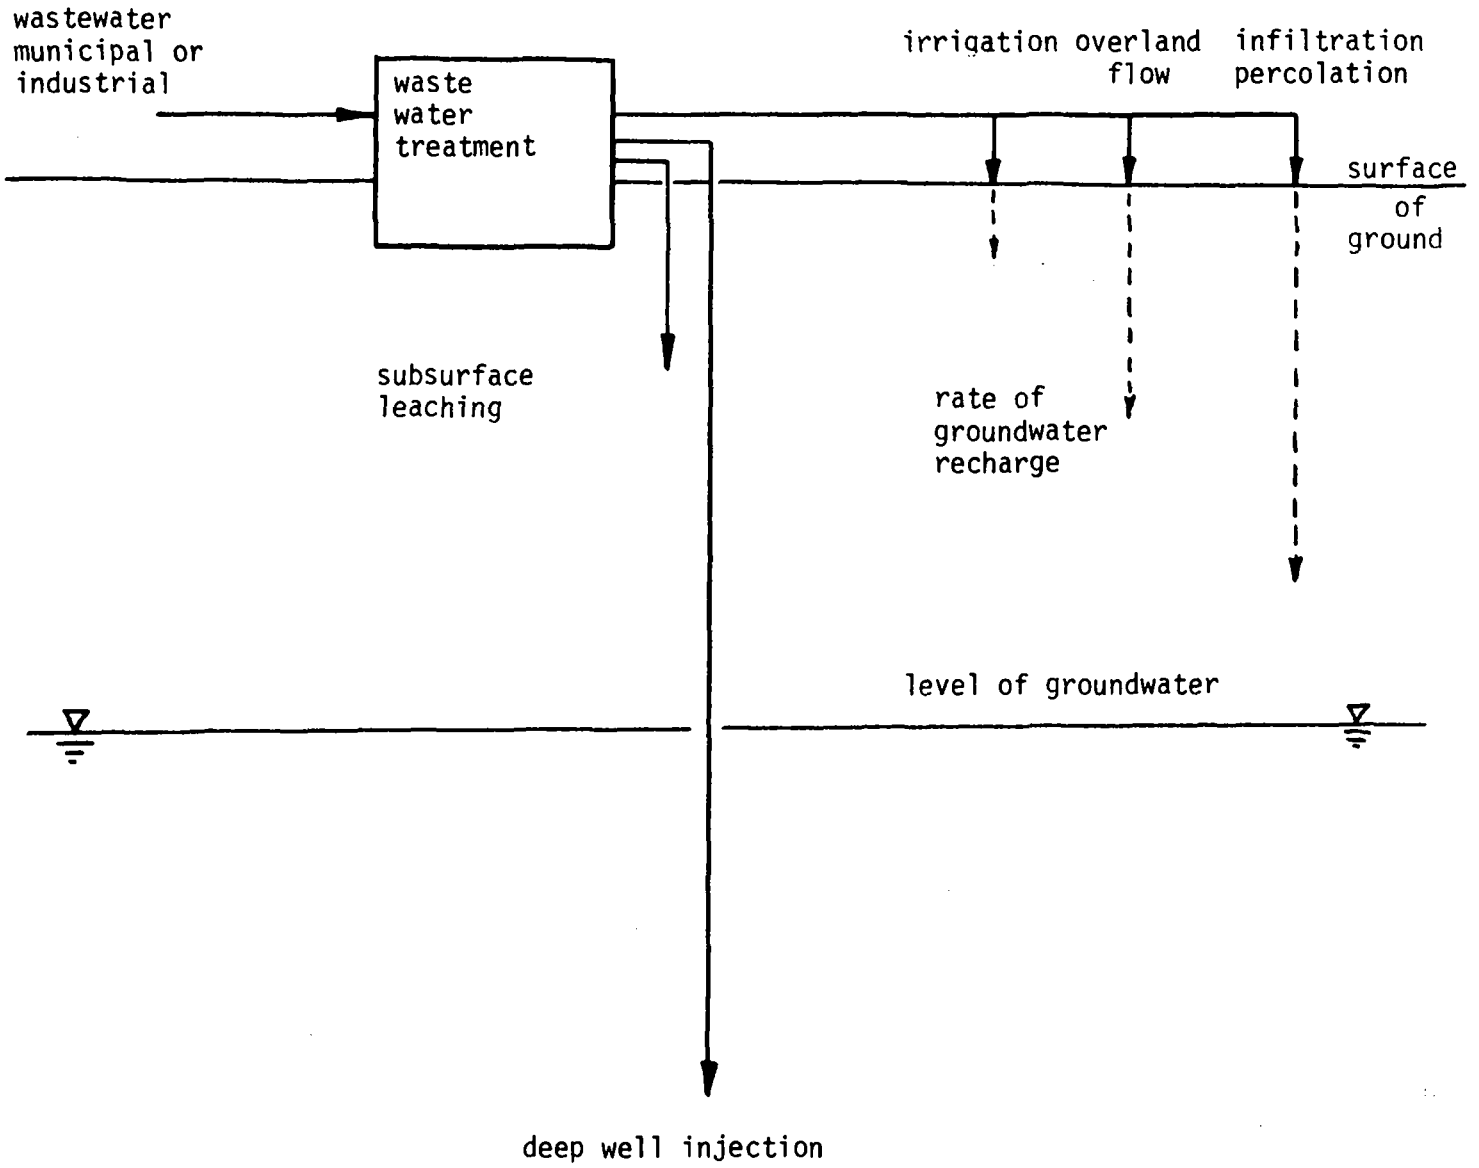 wastewater
municipal or
industrial
waste
water
treatment
irrigation
overland
flow
infiltration
percolation
surface
of
ground
subsurface
leaching
rate of
groundwater
recharge
level of groundwater
deep well injection